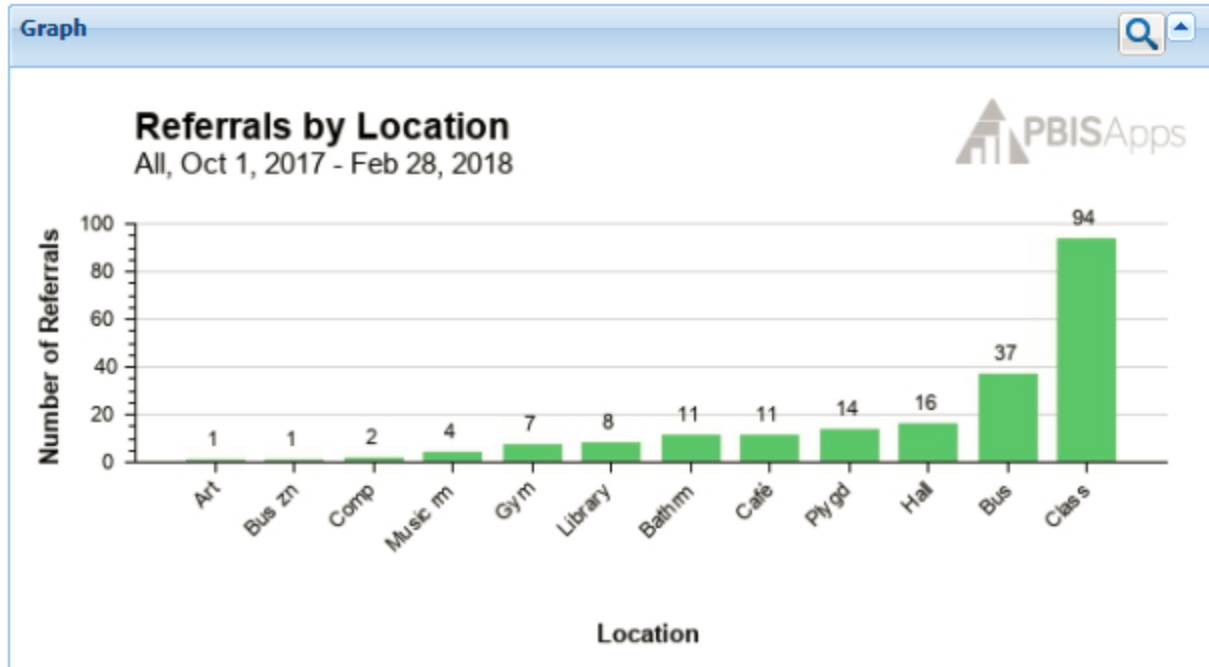 Graph
Referrals by Location
All, Oct 1, 2017 - Feb 28, 2018
PBISApps
Number of Referrals
100
80
60
40
20
0
1 1 2 4 7 8 11 11 14 16 37 94
Art Bus zn Comp Music rm Gym Library Bathrm Café Plygd Hall Bus Class
Location